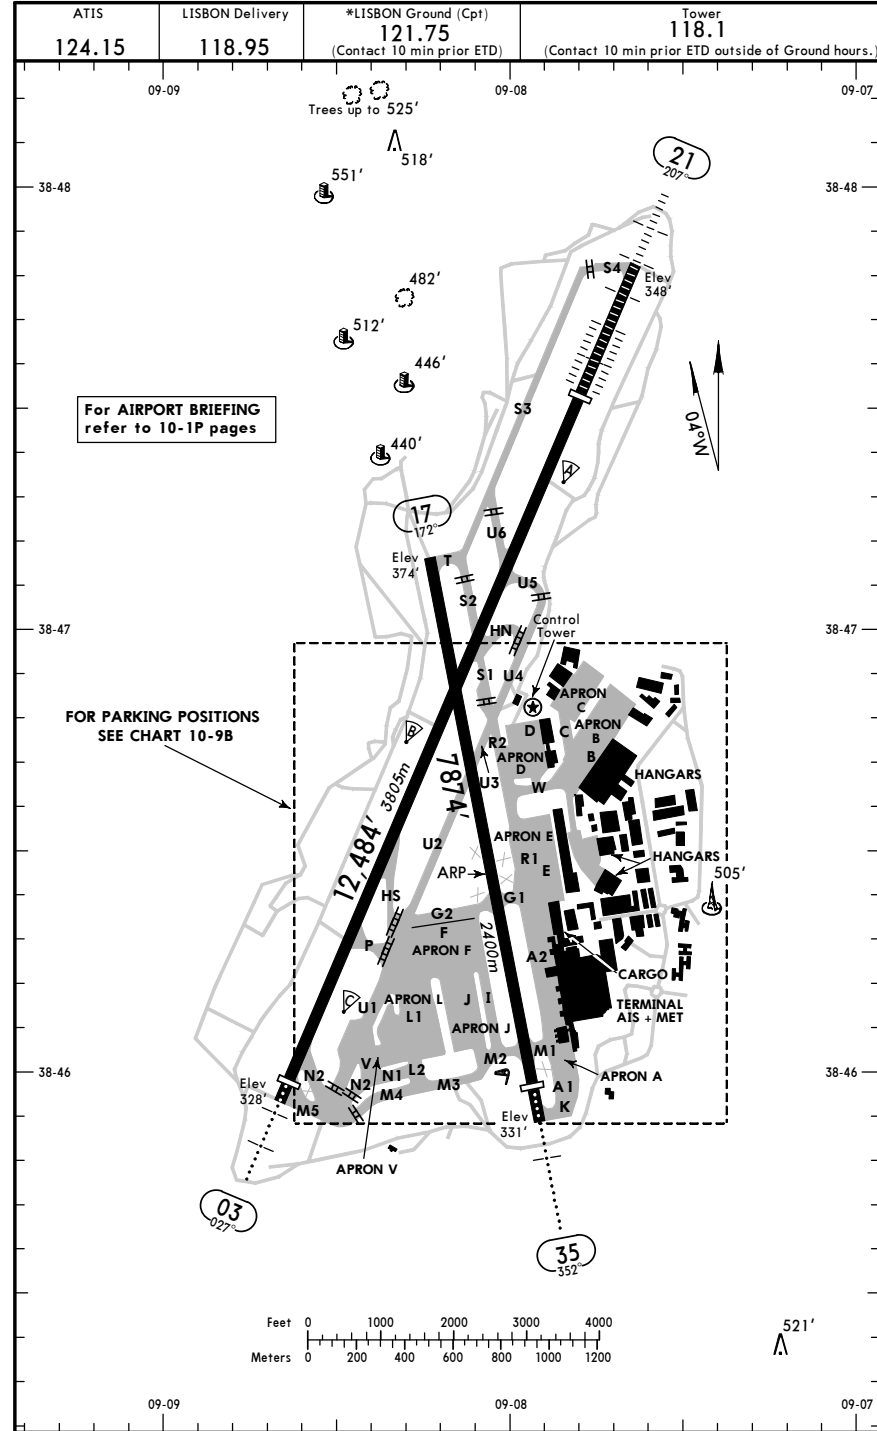 ATIS
124.15
LISBON Delivery
118.95
*LISBON Ground (Cpt)
121.75
(Contact 10 min prior ETD)
Tower
118.1
(Contact 10 min prior ETD outside of Ground hours.)
09-09
09-08
09-07
Trees up to 525'
518'
551'
21
207°
38-48
38-48
S4
Elev
348'
482'
512'
446'
For AIRPORT BRIEFING
refer to 10-1P pages
S3
04°W
440'
A
17
172°
U6
Elev
374'
T
U5
S2
Control
Tower
38-47
HN
38-47
S1
U4
APRON
C
FOR PARKING POSITIONS
SEE CHART 10-9B
D
C
APRON
B
B
R2
APRON
D
B
3805m
7874'
U3
W
HANGARS
12,484'
U2
APRON E
R1
E
HANGARS
ARP
505'
HS
G1
G2
F
P
APRON F
2400m
A2
CARGO
C
U1
APRON L
L1
J
I
TERMINAL
AIS + MET
APRON J
M1
V
M2
38-46
N2
N1
L2
APRON A
38-46
Elev
328'
N2
M3
A1
M4
M5
K
Elev
331'
APRON V
03
027°
35
352°
Feet 0 1000 2000 3000 4000
Meters 0 200 400 600 800 1000 1200
521'
09-09
09-08
09-07